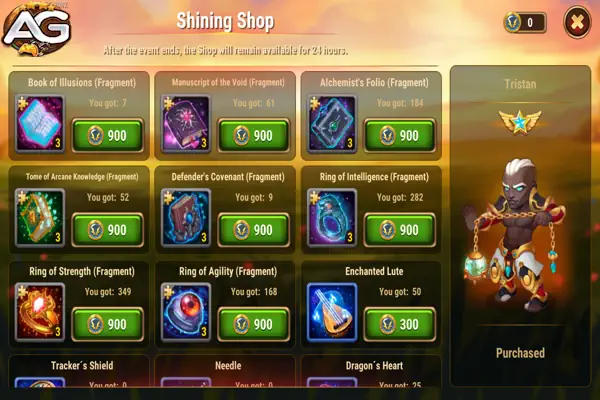 AG
Shining Shop
0
After the event ends, the Shop will remain available for 24 hours.
Book of Illusions (Fragment)
You got: 7
3
900
Manuscript of the Void (Fragment)
You got: 61
3
900
Alchemist's Folio (Fragment)
You got: 184
3
900
Tristan
Tome of Arcane Knowledge (Fragment)
You got: 52
3
900
Defender's Covenant (Fragment)
You got: 9
3
900
Ring of Intelligence (Fragment)
You got: 282
3
900
Ring of Strength (Fragment)
You got: 349
3
900
Ring of Agility (Fragment)
You got: 168
3
900
Enchanted Lute
You got: 50
300
Purchased
Tracker´s Shield
You got: 0
Needle
You got: 0
Dragon´s Heart
You got: 25